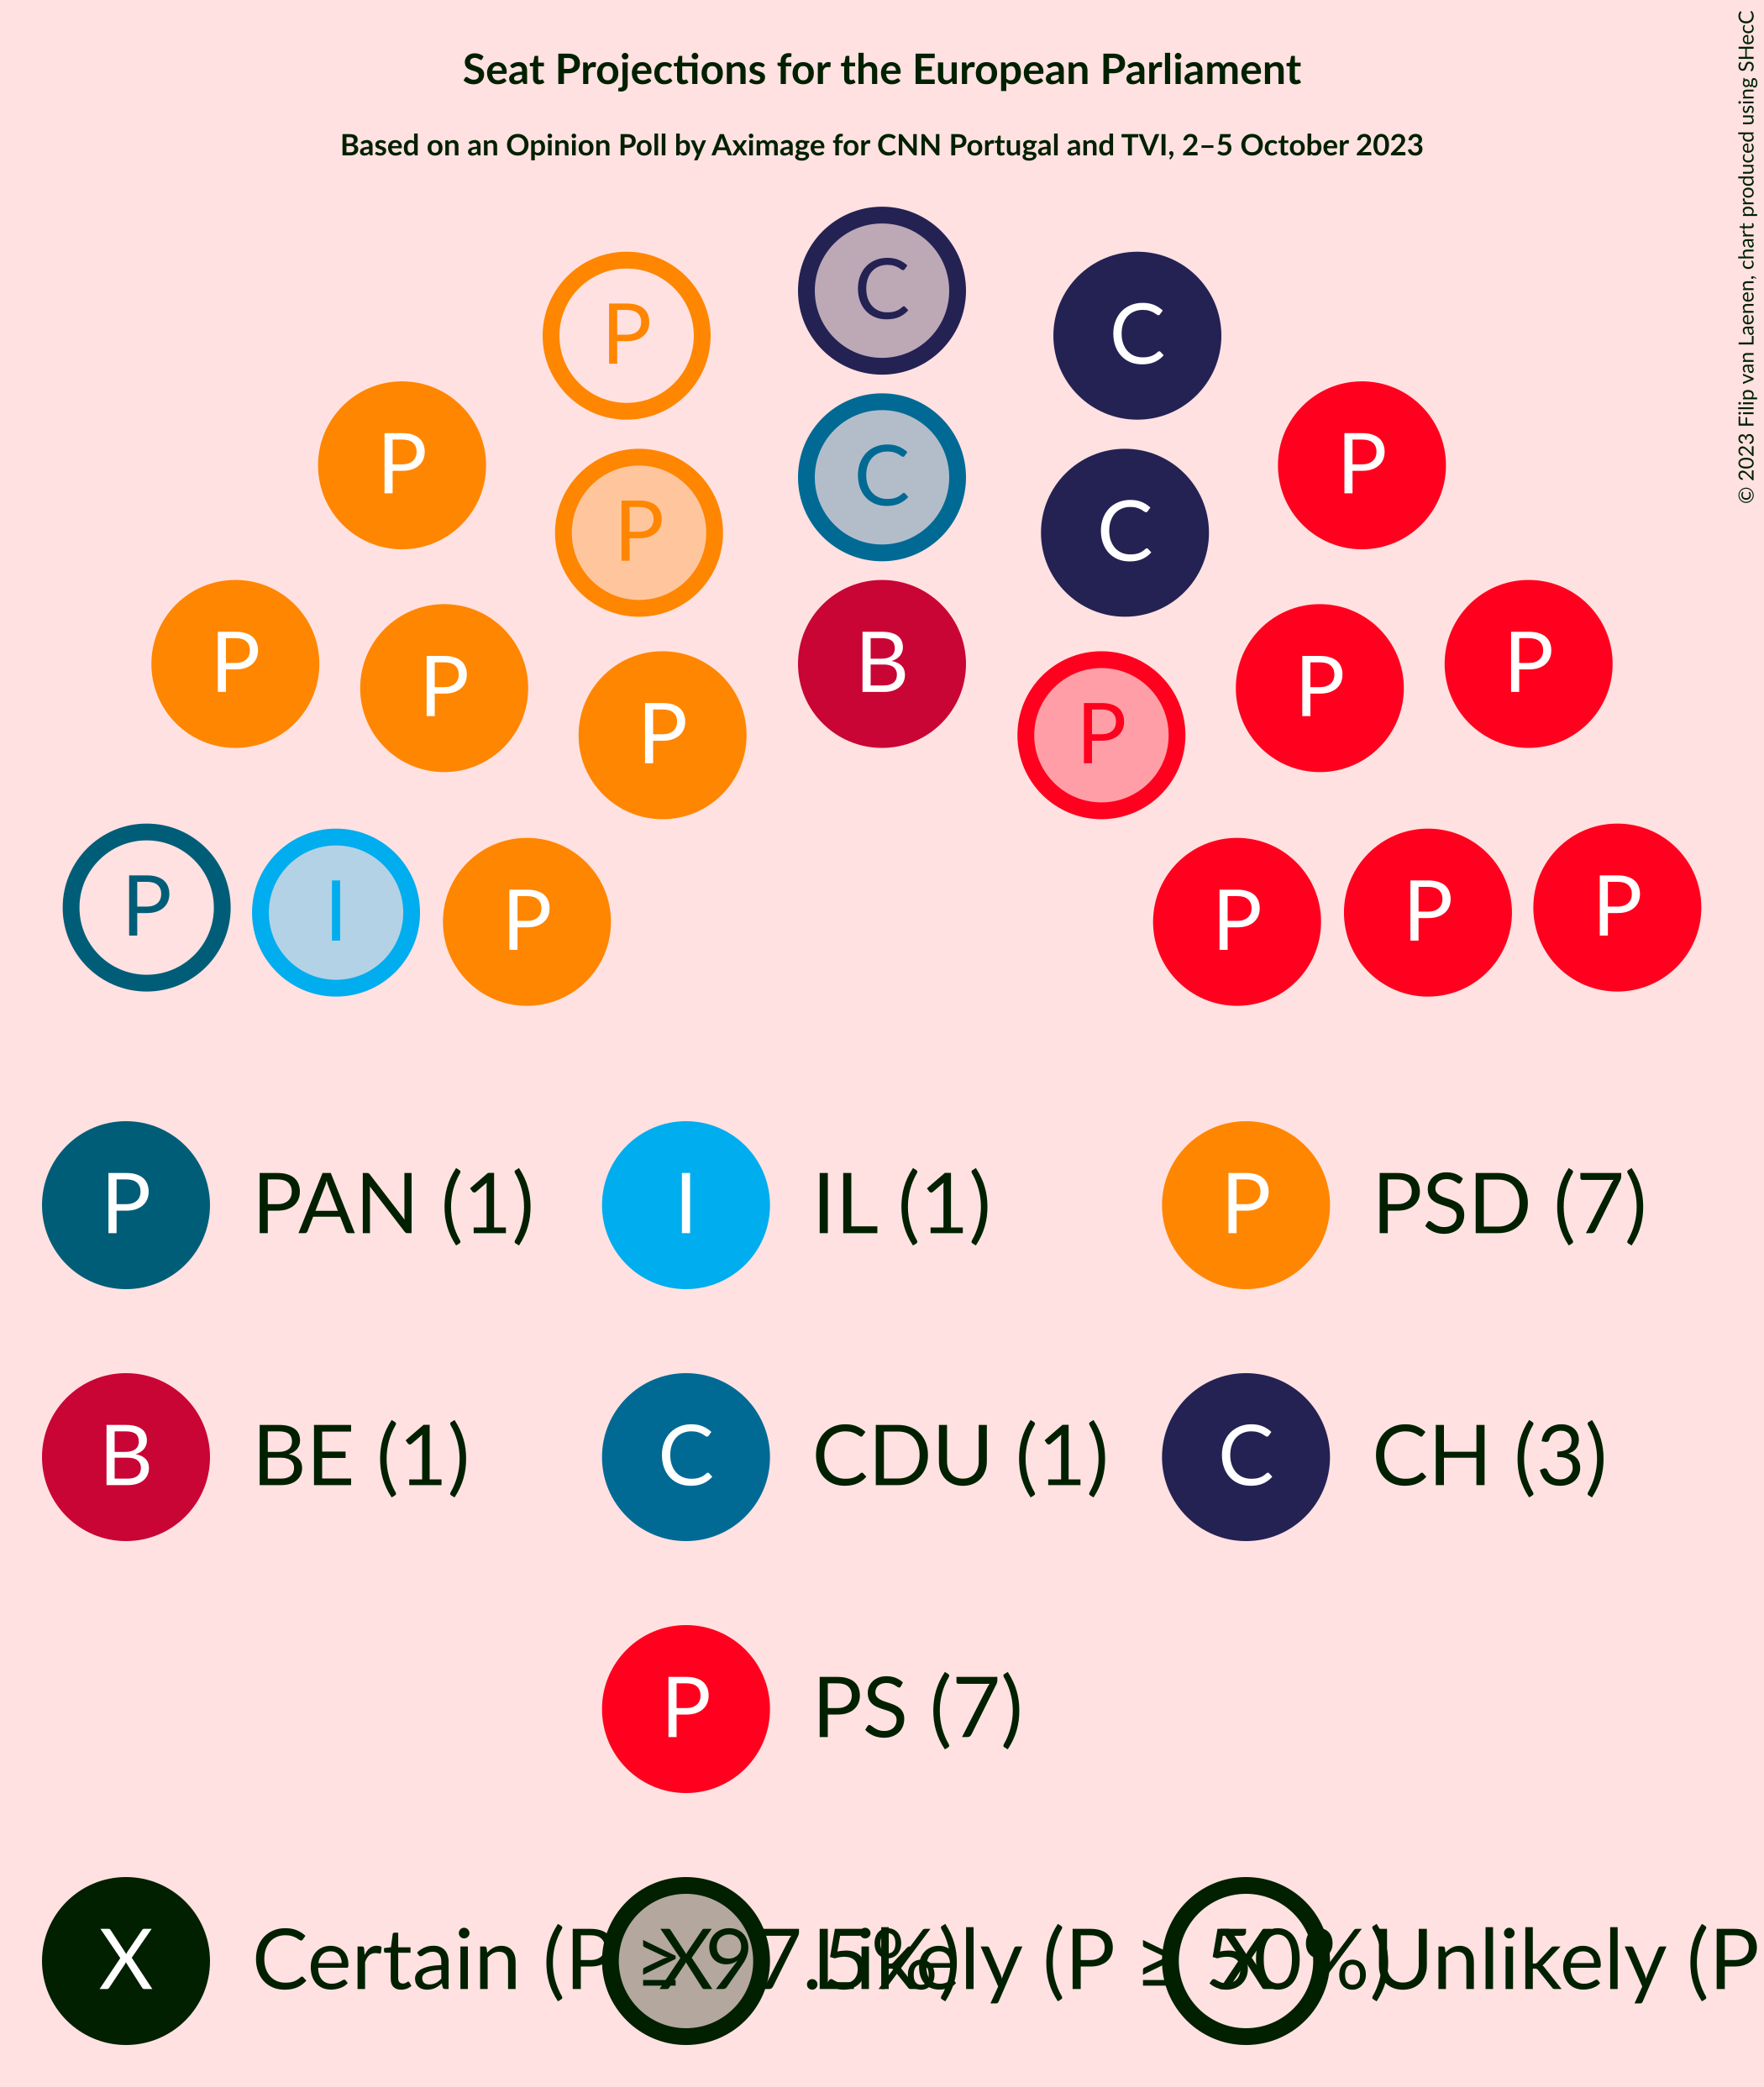 Seat Projections for the European Parliament
Based on an Opinion Poll by Aximage for CNN Portugal and TVI, 2–5 October 2023
© 2023 Filip van Laenen, chart produced using SHecC
C
P C
P P
C
P C
P B P
P P
P P
P I P P P P
P PAN (1) I IL (1) P PSD (7)
B BE (1) C CDU (1) C CH (3)
P PS (7)
X Certain (P ≥ 97.5%) X Likely (P ≥ 50%) X Unlikely (P